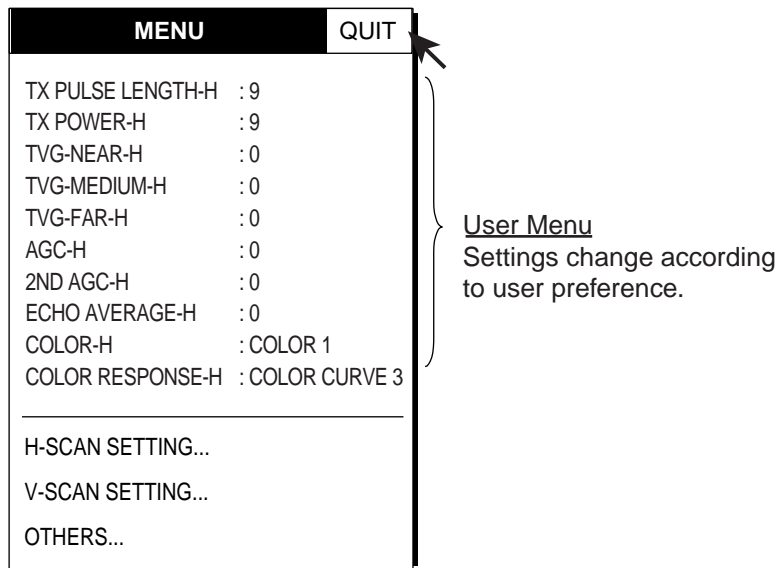 MENU QUIT
TX PULSE LENGTH-H : 9
TX POWER-H : 9
TVG-NEAR-H : 0
TVG-MEDIUM-H : 0
TVG-FAR-H : 0
AGC-H : 0
2ND AGC-H : 0
ECHO AVERAGE-H : 0
COLOR-H : COLOR 1
COLOR RESPONSE-H : COLOR CURVE 3
H-SCAN SETTING...
V-SCAN SETTING...
OTHERS...
User Menu
Settings change according
to user preference.